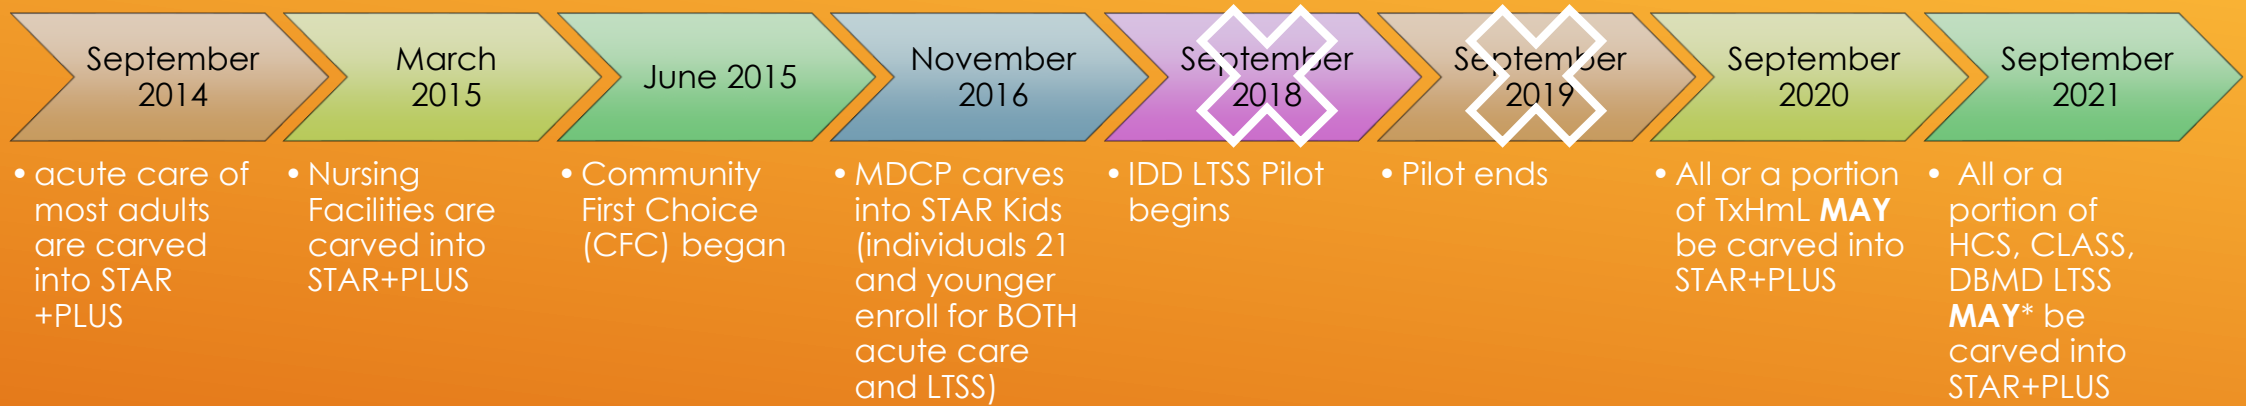 September
2014
March
2015
June 2015
November
2016
September
2018
September
2019
September
2020
September
2021
• acute care of
most adults
are carved
into STAR
+PLUS
• Nursing
Facilities are
carved into
STAR+PLUS
• Community
First Choice
(CFC) began
• MDCP carves
into STAR Kids
(individuals 21
and younger
enroll for BOTH
acute care
and LTSS)
• IDD LTSS Pilot
begins
• Pilot ends
• All or a portion
of TxHmL MAY
be carved into
STAR+PLUS
• All or a
portion of
HCS, CLASS,
DBMD LTSS
MAY* be
carved into
STAR+PLUS